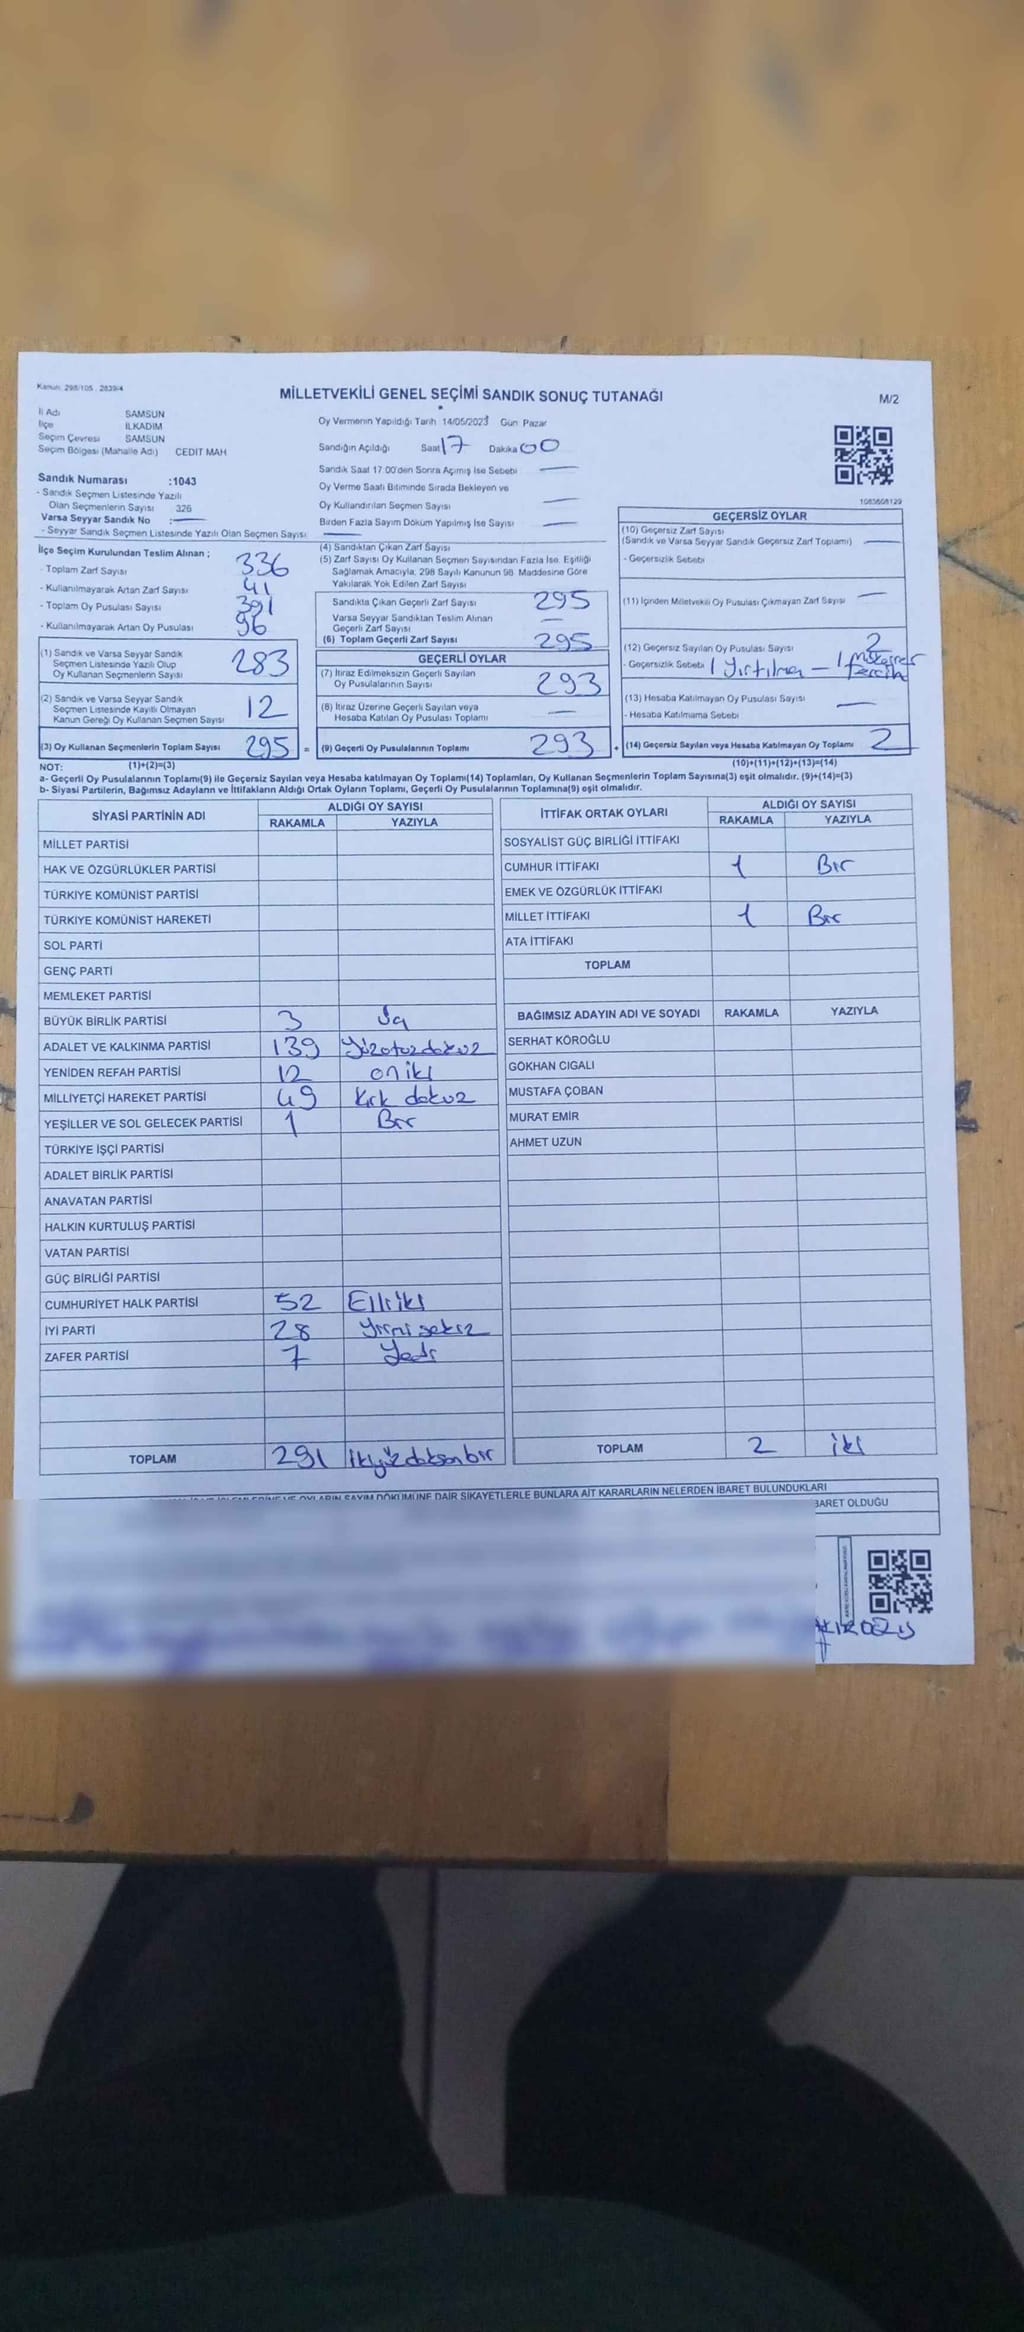 Kanun: 298/105 . 2839/4
MİLLETVEKİLİ GENEL SEÇİMİ SANDIK SONUÇ TUTANAĞI
M/2
İl Adı SAMSUN
İlçe İLKADIM
Seçim Çevresi SAMSUN
Seçim Bölgesi (Mahalle Adı) CEDİT MAH
Sandık Numarası :1043
- Sandık Seçmen Listesinde Yazılı
Olan Seçmenlerin Sayısı 326
Varsa Seyyar Sandık No :
- Seyyar Sandık Seçmen Listesinde Yazılı Olan Seçmen Sayısı
Oy Vermenin Yapıldığı Tarih 14/05/2023 Gün Pazar
Sandığın Açıldığı Saat 17 Dakika 00
Sandık Saat 17.00'den Sonra Açımış İse Sebebi —
Oy Verme Saati Bitiminde Sırada Bekleyen ve
Oy Kullandırılan Seçmen Sayısı —
Birden Fazla Sayım Döküm Yapılmış İse Sayısı —
1083608129
İlçe Seçim Kurulundan Teslim Alınan ;
- Toplam Zarf Sayısı 336
- Kullanılmayarak Artan Zarf Sayısı 41
- Toplam Oy Pusulası Sayısı 391
- Kullanılmayarak Artan Oy Pusulası 96
(1) Sandık ve Varsa Seyyar Sandık
Seçmen Listesinde Yazılı Olup
Oy Kullanan Seçmenlerin Sayısı 283
(2) Sandık ve Varsa Seyyar Sandık
Seçmen Listesinde Kayıtlı Olmayan
Kanun Gereği Oy Kullanan Seçmen Sayısı 12
(3) Oy Kullanan Seçmenlerin Toplam Sayısı 295 =
(4) Sandıktan Çıkan Zarf Sayısı
(5) Zarf Sayısı Oy Kullanan Seçmen Sayısından Fazla İse, Eşitliği
Sağlamak Amacıyla, 298 Sayılı Kanunun 98. Maddesine Göre
Yakılarak Yok Edilen Zarf Sayısı
Sandıkta Çıkan Geçerli Zarf Sayısı 295
Varsa Seyyar Sandıktan Teslim Alınan
Geçerli Zarf Sayısı —
(6) Toplam Geçerli Zarf Sayısı 295
GEÇERLİ OYLAR
(7) İtiraz Edilmeksizin Geçerli Sayılan
Oy Pusulalarının Sayısı 293
(8) İtiraz Üzerine Geçerli Sayılan veya
Hesaba Katılan Oy Pusulası Toplamı —
(9) Geçerli Oy Pusulalarının Toplamı 293 +
GEÇERSİZ OYLAR
(10) Geçersiz Zarf Sayısı
(Sandık ve Varsa Seyyar Sandık Geçersiz Zarf Toplamı) —
- Geçersizlik Sebebi
(11) İçinden Milletvekili Oy Pusulası Çıkmayan Zarf Sayısı —
(12) Geçersiz Sayılan Oy Pusulası Sayısı 2
- Geçersizlik Sebebi 1 Yırtılma - 1 mükerrer tercih
(13) Hesaba Katılmayan Oy Pusulası Sayısı —
- Hesaba Katılmama Sebebi
(14) Geçersiz Sayılan veya Hesaba Katılmayan Oy Toplamı 2
NOT: (1)+(2)=(3)
(10)+(11)+(12)+(13)=(14)
a- Geçerli Oy Pusulalarının Toplamı(9) ile Geçersiz Sayılan veya Hesaba katılmayan Oy Toplamı(14) Toplamları, Oy Kullanan Seçmenlerin Toplam Sayısına(3) eşit olmalıdır. (9)+(14)=(3)
b- Siyasi Partilerin, Bağımsız Adayların ve İttifakların Aldığı Ortak Oyların Toplamı, Geçerli Oy Pusulalarının Toplamına(9) eşit olmalıdır.
SİYASİ PARTİNİN ADI ALDIĞI OY SAYISI
RAKAMLA YAZIYLA
MİLLET PARTİSİ
HAK VE ÖZGÜRLÜKLER PARTİSİ
TÜRKİYE KOMÜNİST PARTİSİ
TÜRKİYE KOMÜNİST HAREKETİ
SOL PARTİ
GENÇ PARTİ
MEMLEKET PARTİSİ
BÜYÜK BİRLİK PARTİSİ 3 Üç
ADALET VE KALKINMA PARTİSİ 139 Yüzotuzdokuz
YENİDEN REFAH PARTİSİ 12 oniki
MİLLİYETÇİ HAREKET PARTİSİ 49 Kırk dokuz
YEŞİLLER VE SOL GELECEK PARTİSİ 1 Bir
TÜRKİYE İŞÇİ PARTİSİ
ADALET BİRLİK PARTİSİ
ANAVATAN PARTİSİ
HALKIN KURTULUŞ PARTİSİ
VATAN PARTİSİ
GÜÇ BİRLİĞİ PARTİSİ
CUMHURİYET HALK PARTİSİ 52 Elliiki
İYİ PARTİ 28 Yirmisekiz
ZAFER PARTİSİ 7 Yedi
TOPLAM 291 İkiyüzdoksanbir
İTTİFAK ORTAK OYLARI ALDIĞI OY SAYISI
RAKAMLA YAZIYLA
SOSYALİST GÜÇ BİRLİĞİ İTTİFAKI
CUMHUR İTTİFAKI 1 Bir
EMEK VE ÖZGÜRLÜK İTTİFAKI
MİLLET İTTİFAKI 1 Bir
ATA İTTİFAKI
TOPLAM
BAĞIMSIZ ADAYIN ADI VE SOYADI RAKAMLA YAZIYLA
SERHAT KÖROĞLU
GÖKHAN CIGALI
MUSTAFA ÇOBAN
MURAT EMİR
AHMET UZUN
TOPLAM 2 iki
OYLARIN SAYIM DÖKÜMÜNE DAİR ŞİKAYETLERLE BUNLARA AİT KARARLARIN NELERDEN İBARET BULUNDUKLARI
BARET OLDUĞU